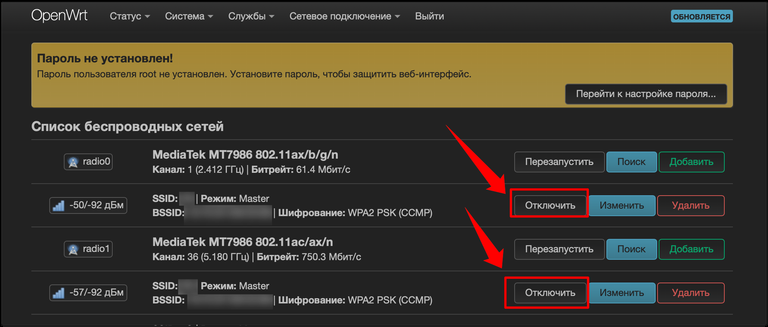 OpenWrt Статус Система Службы Сетевое подключение Выйти ОБНОВЛЯЕТСЯ
Пароль не установлен!
Пароль пользователя root не установлен. Установите пароль, чтобы защитить веб-интерфейс.
Перейти к настройке пароля...
Список беспроводных сетей
radio0 MediaTek MT7986 802.11ax/b/g/n
Канал: 1 (2.412 ГГц) | Битрейт: 61.4 Мбит/с Перезапустить Поиск Добавить
-50/-92 дБм SSID: | Режим: Master
BSSID: | Шифрование: WPA2 PSK (CCMP) Отключить Изменить Удалить
radio1 MediaTek MT7986 802.11ac/ax/n
Канал: 36 (5.180 ГГц) | Битрейт: 750.3 Мбит/с Перезапустить Поиск Добавить
-57/-92 дБм SSID: Режим: Master
BSSID: | Шифрование: WPA2 PSK (CCMP) Отключить Изменить Удалить